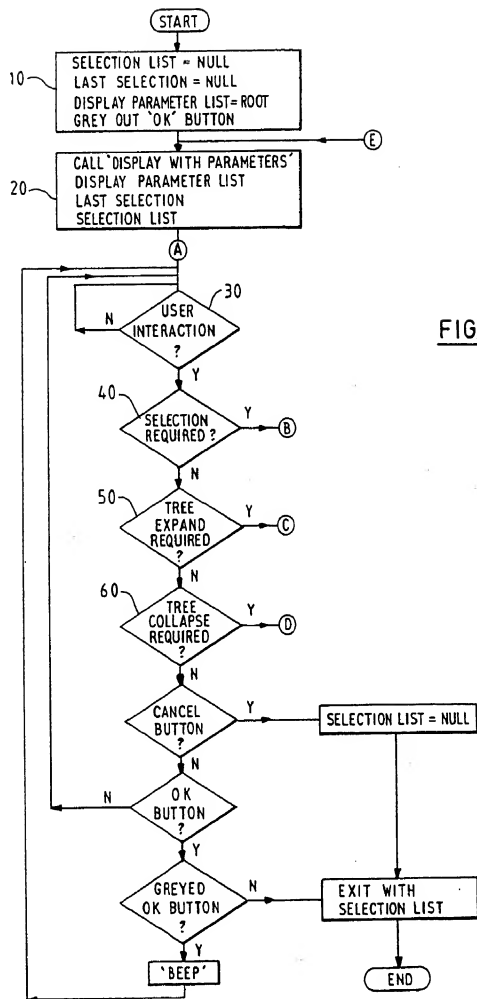 START
10
SELECTION LIST = NULL
LAST SELECTION = NULL
DISPLAY PARAMETER LIST=ROOT
GREY OUT 'OK' BUTTON
E
20
CALL 'DISPLAY WITH PARAMETERS'
DISPLAY PARAMETER LIST
LAST SELECTION
SELECTION LIST
A
30
USER
INTERACTION
?
N
Y
FIG
40
SELECTION
REQUIRED ?
Y
B
N
50
TREE
EXPAND
REQUIRED
?
Y
C
N
60
TREE
COLLAPSE
REQUIRED
?
Y
D
N
CANCEL
BUTTON
?
Y
SELECTION LIST = NULL
N
OK
BUTTON
?
N
Y
GREYED
OK BUTTON
?
N
EXIT WITH
SELECTION LIST
Y
'BEEP'
END